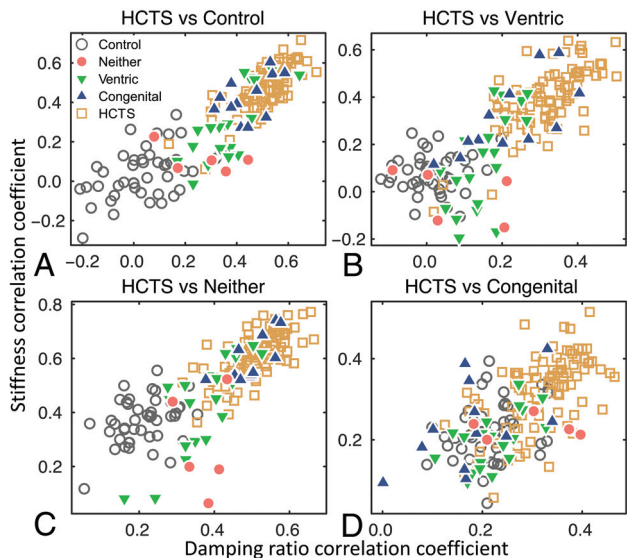 HCTS vs Control
HCTS vs Ventric
Control
Neither
Ventric
Congenital
HCTS
0.6
0.4
0.2
0.0
−0.2
−0.2 0.0 0.2 0.4 0.6
A
0.6
0.4
0.2
0.0
−0.2
0.0 0.2 0.4
B
HCTS vs Neither
HCTS vs Congenital
0.8
0.6
0.4
0.2
0.2 0.4 0.6
C
0.4
0.2
0.0 0.2 0.4
D
Stiffness correlation coefficient
Damping ratio correlation coefficient